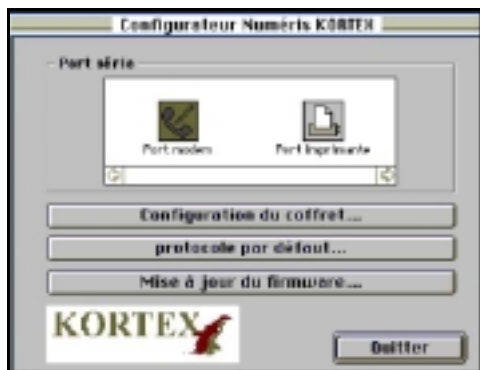 Configurateur Numéris KORTEX
Port série
Port modem
Port imprimante
Configuration du coffret...
protocole par défaut...
Mise à jour du firmware...
KORTEX
Quitter